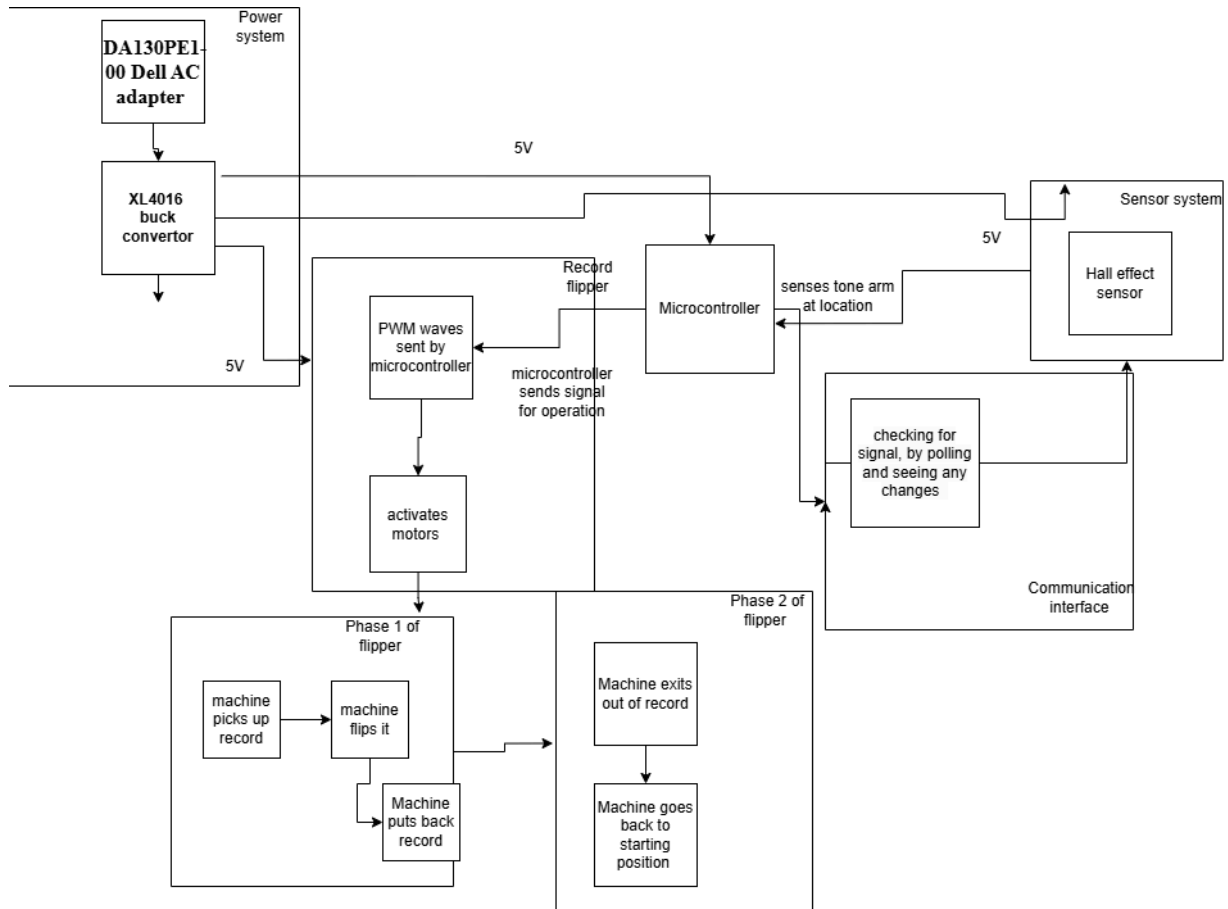 Power
system
DA130PE1-
00 Dell AC
adapter
5V
XL4016
buck
convertor
Sensor system
5V
Hall effect
sensor
Record
flipper
senses tone arm
at location
Microcontroller
PWM waves
sent by
microcontroller
5V
microcontroller
sends signal
for operation
checking for
signal, by polling
and seeing any
changes
activates
motors
Communication
interface
Phase 1 of
flipper
Phase 2 of
flipper
machine
picks up
record
machine
flips it
Machine
puts back
record
Machine exits
out of record
Machine goes
back to
starting
position